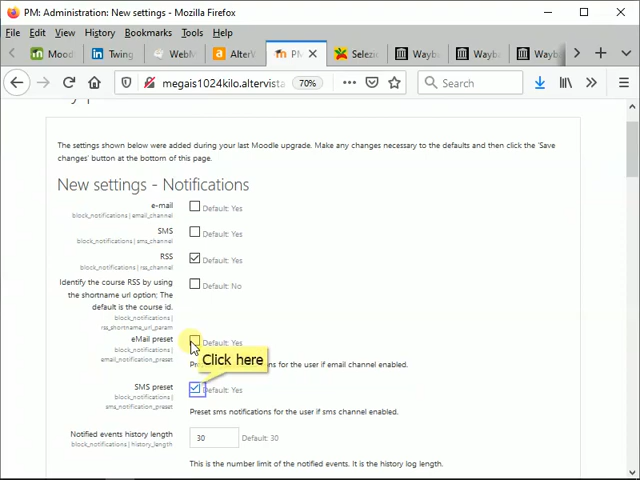 PM: Administration: New settings - Mozilla Firefox
File Edit View History Bookmarks Tools Help
Mood Twing WebM AlterV PM Selezio Wayb Wayb Wayb
megais1024kilo.altervista 70% Search
The settings shown below were added during your last Moodle upgrade. Make any changes necessary to the defaults and then click the 'Save
changes' button at the bottom of this page.
New settings - Notifications
e-mail Default: Yes
block_notifications | email_channel
SMS Default: Yes
block_notifications | sms_channel
RSS Default: Yes
block_notifications | rss_channel
Identify the course RSS by using Default: No
the shortname url option; The
default is the course id.
block_notifications |
rss_shortname_url_param
eMail preset Default: Yes
block_notifications |
email_notification_preset
Click here
ns for the user if email channel enabled.
SMS preset Default: Yes
block_notifications |
sms_notification_preset
Preset sms notifications for the user if sms channel enabled.
Notified events history length 30 Default: 30
block_notifications | history_length
This is the number limit of the notified events. It is the history log length.